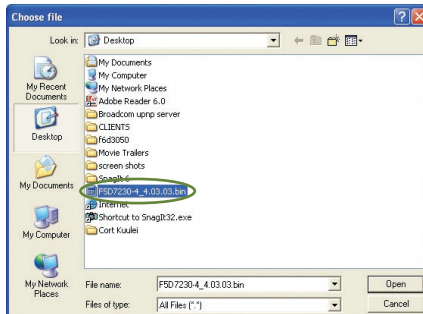 Choose file
Look in: Desktop
My Recent
Documents
Desktop
My Documents
My Computer
My Network
Places
My Documents
My Computer
My Network Places
Adobe Reader 6.0
Broadcom upnp server
CLIENTS
f6d3050
Movie Trailers
screen shots
SnagIt 6
F5D7230-4_4.03.03.bin
Internet
Shortcut to SnagIt32.exe
Cort Kuulei
File name: F5D7230-4_4.03.03.bin Open
Files of type: All Files (*.*) Cancel